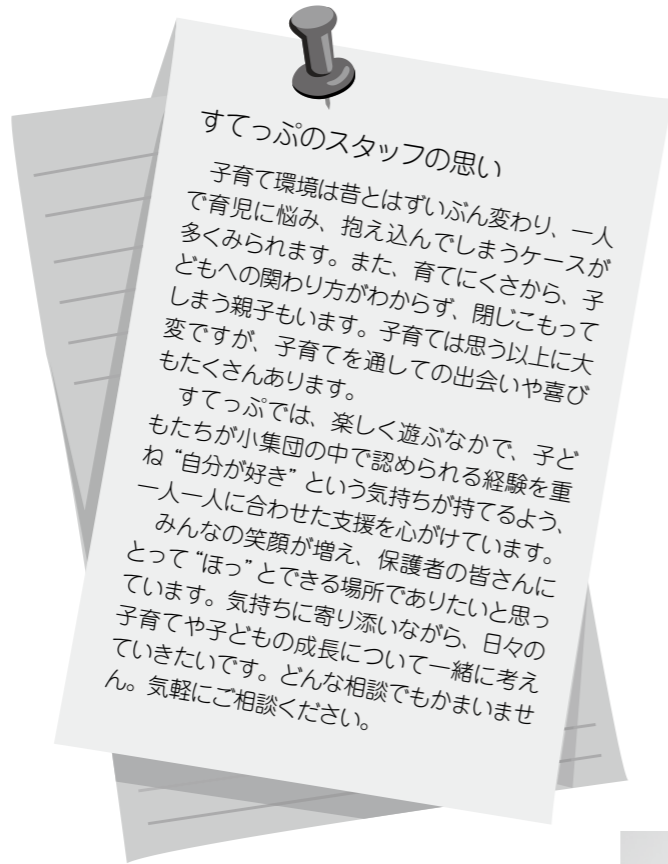 すてっぷのスタッフの思い
子育て環境は昔とはずいぶん変わり、一人
で育児に悩み、抱え込んでしまうケースが
多くみられます。また、育てにくさから、子
どもへの関わり方がわからず、閉じこもって
しまう親子もいます。子育ては思う以上に大
変ですが、子育てを通しての出会いや喜び
もたくさんあります。
すてっぷでは、楽しく遊ぶなかで、子ど
もたちが小集団の中で認められる経験を重
ね“自分が好き”という気持ちが持てるよう、
一人一人に合わせた支援を心がけています。
みんなの笑顔が増え、保護者の皆さんに
とって“ほっ”とできる場所でありたいと思っ
ています。気持ちに寄り添いながら、日々の
子育てや子どもの成長について一緒に考え
ていきたいです。どんな相談でもかまいませ
ん。気軽にご相談ください。